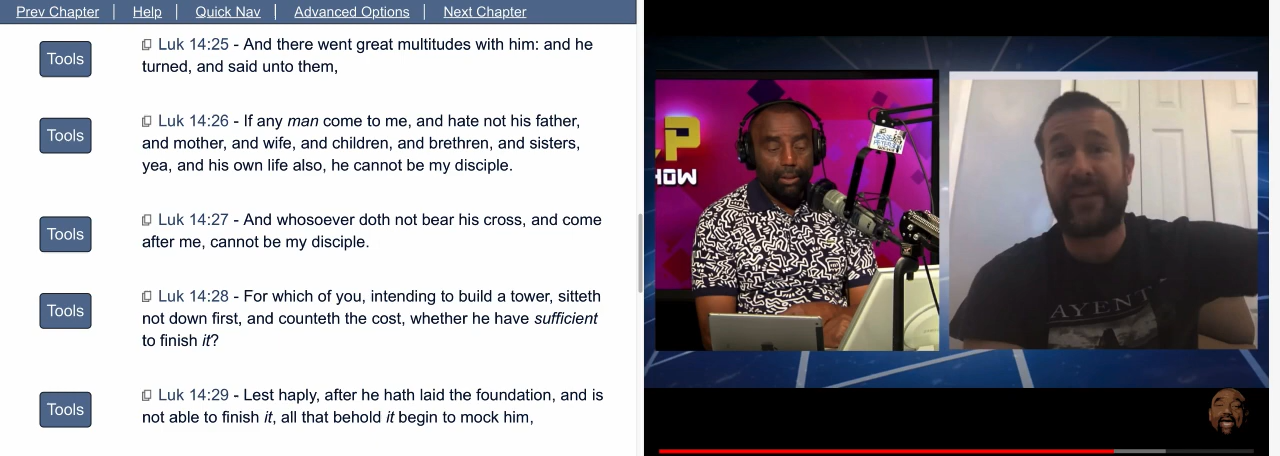 Prev Chapter | Help | Quick Nav | Advanced Options | Next Chapter
Tools
Luk 14:25 - And there went great multitudes with him: and he
turned, and said unto them,
Tools
Luk 14:26 - If any man come to me, and hate not his father,
and mother, and wife, and children, and brethren, and sisters,
yea, and his own life also, he cannot be my disciple.
Tools
Luk 14:27 - And whosoever doth not bear his cross, and come
after me, cannot be my disciple.
Tools
Luk 14:28 - For which of you, intending to build a tower, sitteth
not down first, and counteth the cost, whether he have sufficient
to finish it?
Tools
Luk 14:29 - Lest haply, after he hath laid the foundation, and is
not able to finish it, all that behold it begin to mock him,
P
HOW
JESSE
PETER
AYENT